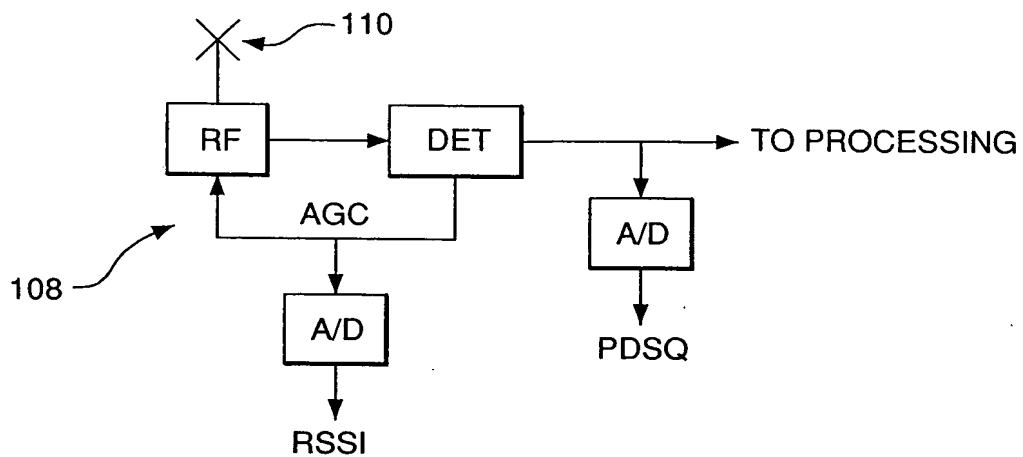 110
RF
DET
TO PROCESSING
AGC
A/D
108
A/D
PDSQ
RSSI